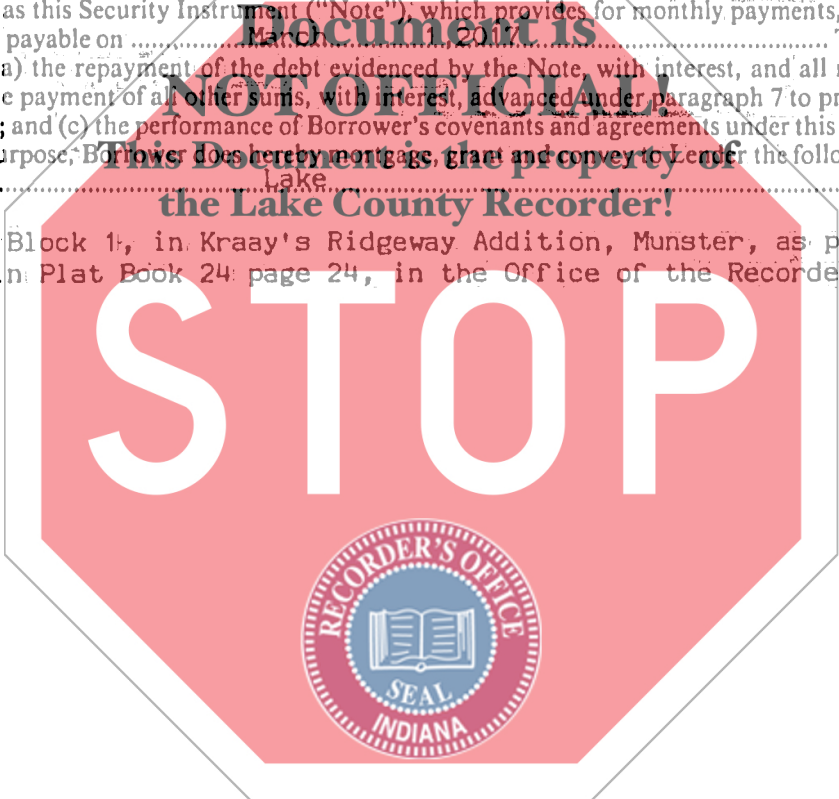 as this Security Instrument ("Note"), which provides for monthly payments,
payable on March 1, 2017
a) the repayment of the debt evidenced by the Note, with interest, and all
e payment of all other sums, with interest, advanced under paragraph 7 to pr
; and (c) the performance of Borrower's covenants and agreements under this
urpose, Borrower does hereby mortgage, grant and convey to Lender the follo
Lake
Block 1, in Kraay's Ridgeway Addition, Munster, as p
n Plat Book 24 page 24, in the Office of the Recorde
Document is
NOT OFFICIAL!
This Document is the property of
the Lake County Recorder!
STOP
RECORDER'S OFFICE
SEAL
INDIANA